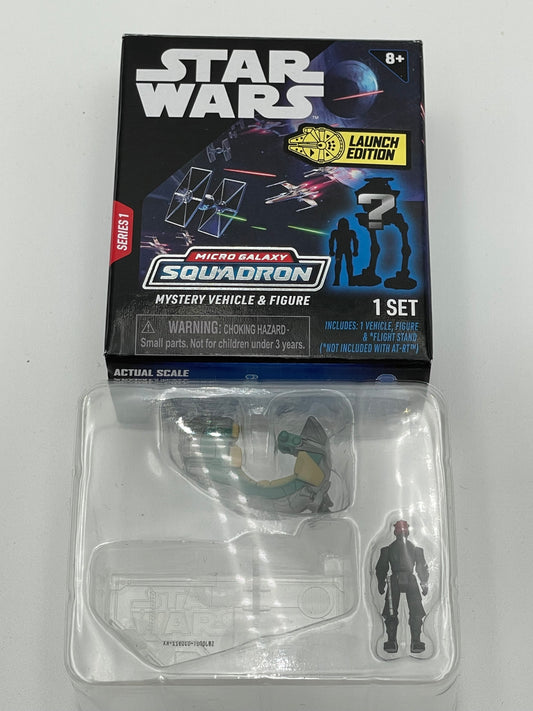 STAR
WARS™
8+
LAUNCH
EDITION
?
SERIES 1
MICRO GALAXY
SQUADRON
MYSTERY VEHICLE & FIGURE
1 SET
INCLUDES: 1 VEHICLE, FIGURE
& *FLIGHT STAND
(*NOT INCLUDED WITH AT-RT™)
WARNING: CHOKING HAZARD -
Small parts. Not for children under 3 years.
ACTUAL SCALE
STAR
WARS